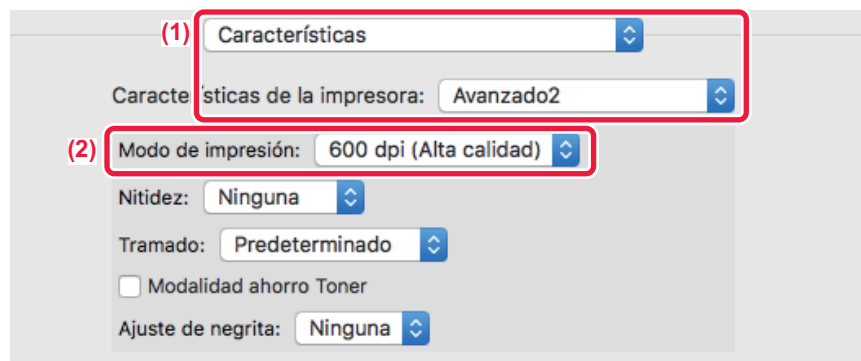 (1) Características
Características de la impresora: Avanzado2
(2) Modo de impresión: 600 dpi (Alta calidad)
Nitidez: Ninguna
Tramado: Predeterminado
Modalidad ahorro Toner
Ajuste de negrita: Ninguna